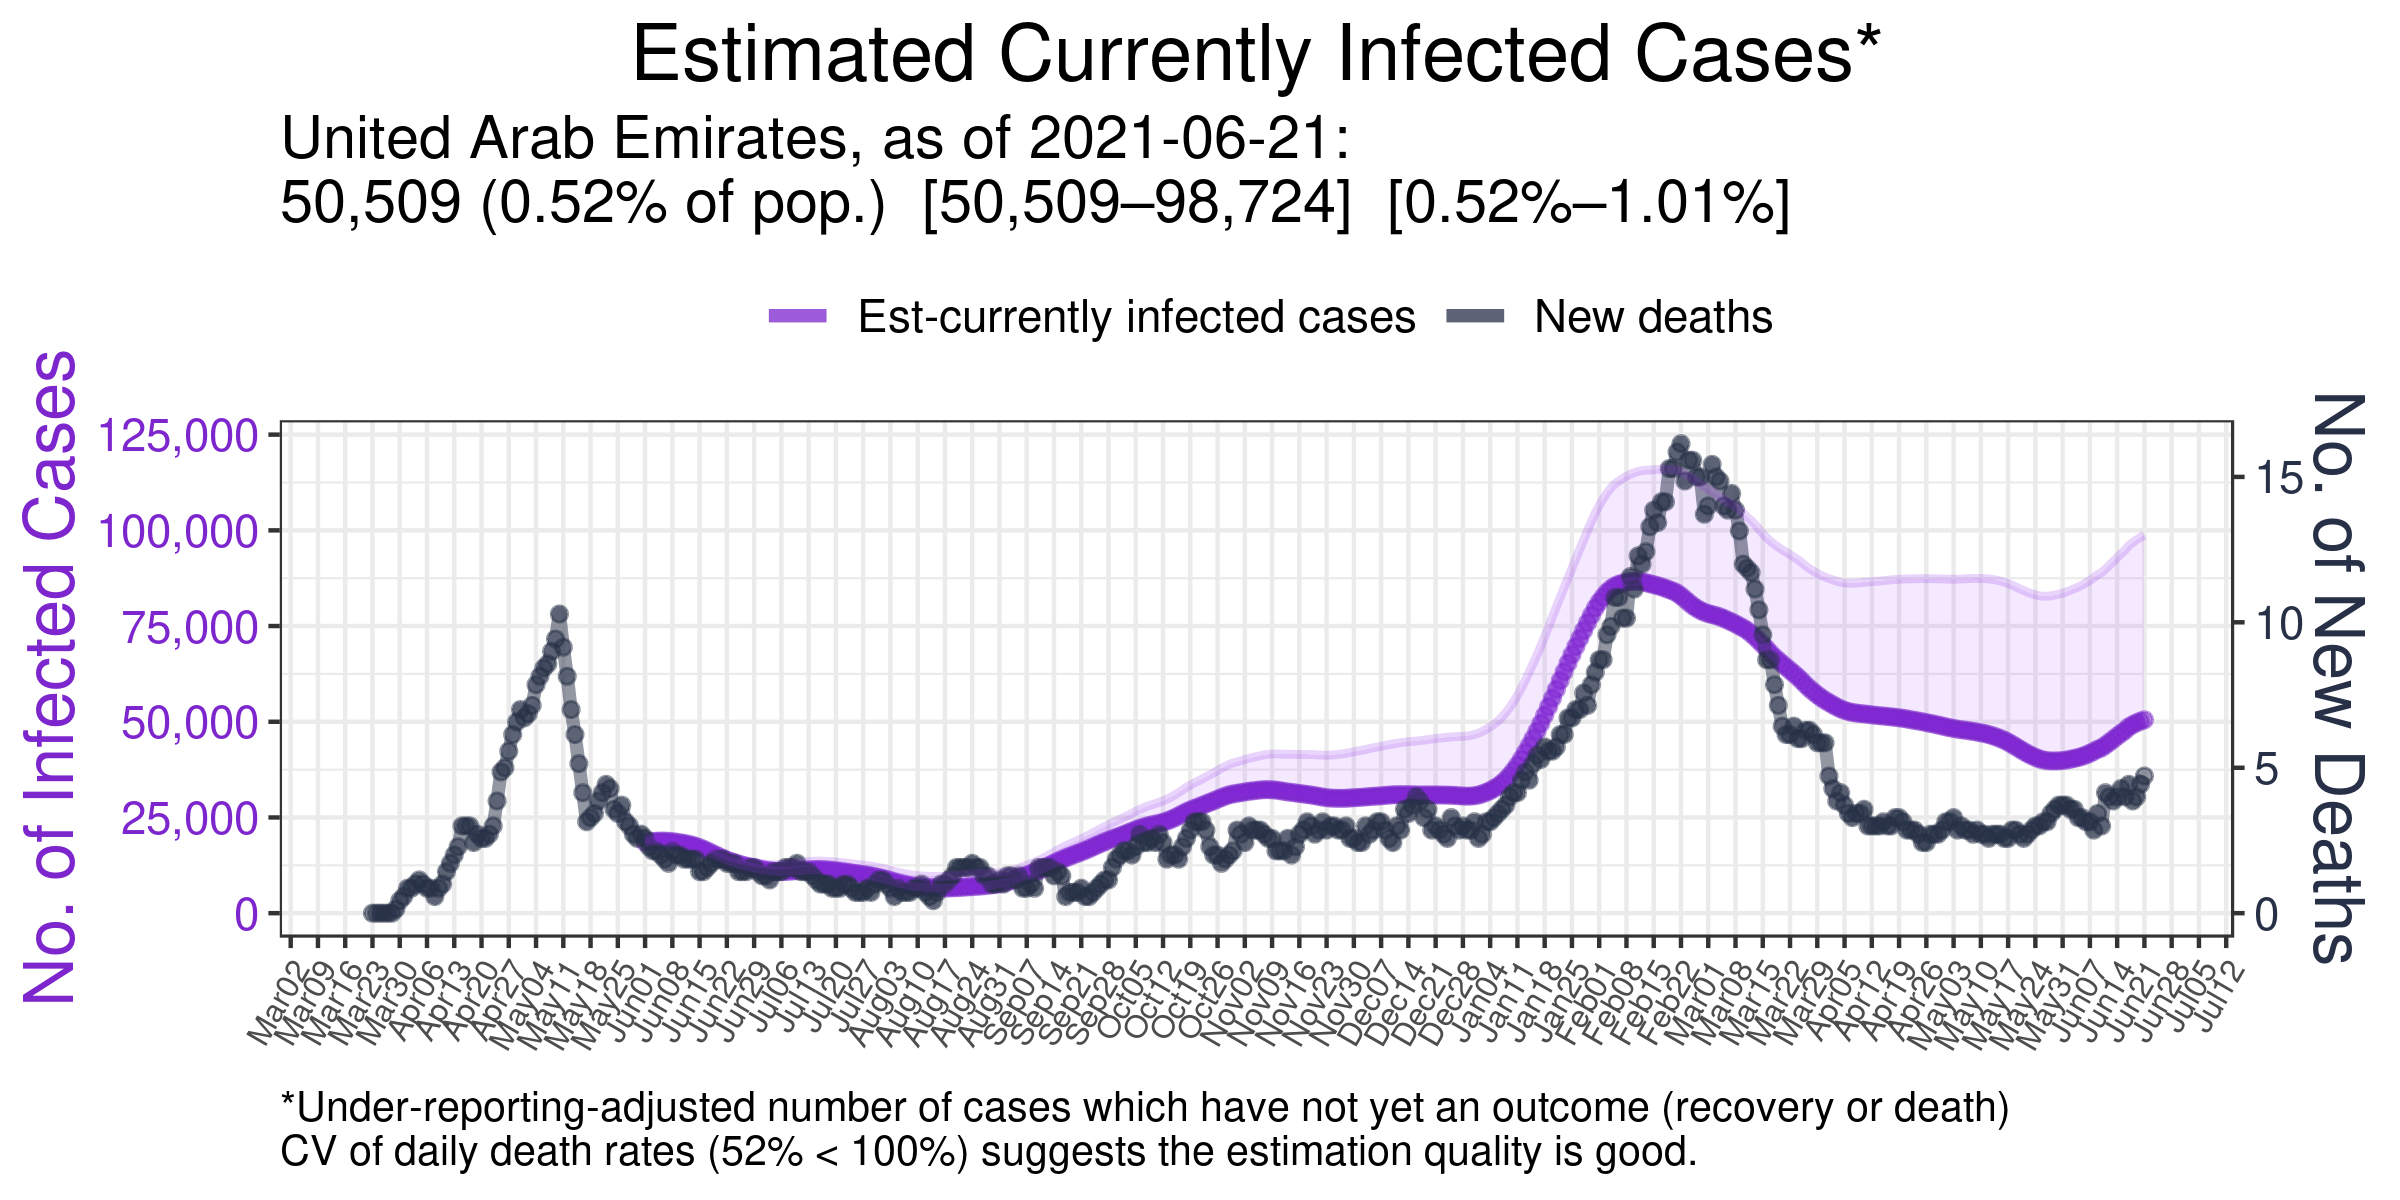 Estimated Currently Infected Cases*
United Arab Emirates, as of 2021-06-21:
50,509 (0.52% of pop.) [50,509–98,724] [0.52%–1.01%]
Est-currently infected cases
New deaths
No. of Infected Cases
125,000
100,000
75,000
50,000
25,000
0
No. of New Deaths
15
10
5
0
Mar02
Mar09
Mar16
Mar23
Mar30
Apr06
Apr13
Apr20
Apr27
May04
May11
May18
May25
Jun01
Jun08
Jun15
Jun22
Jun29
Jul06
Jul13
Jul20
Jul27
Aug03
Aug10
Aug17
Aug24
Aug31
Sep07
Sep14
Sep21
Sep28
Oct05
Oct12
Oct19
Oct26
Nov02
Nov09
Nov16
Nov23
Nov30
Dec07
Dec14
Dec21
Dec28
Jan04
Jan11
Jan18
Jan25
Feb01
Feb08
Feb15
Feb22
Mar01
Mar08
Mar15
Mar22
Mar29
Apr05
Apr12
Apr19
Apr26
May03
May10
May17
May24
May31
Jun07
Jun14
Jun21
Jun28
Jul05
Jul12
*Under-reporting-adjusted number of cases which have not yet an outcome (recovery or death)
CV of daily death rates (52% < 100%) suggests the estimation quality is good.